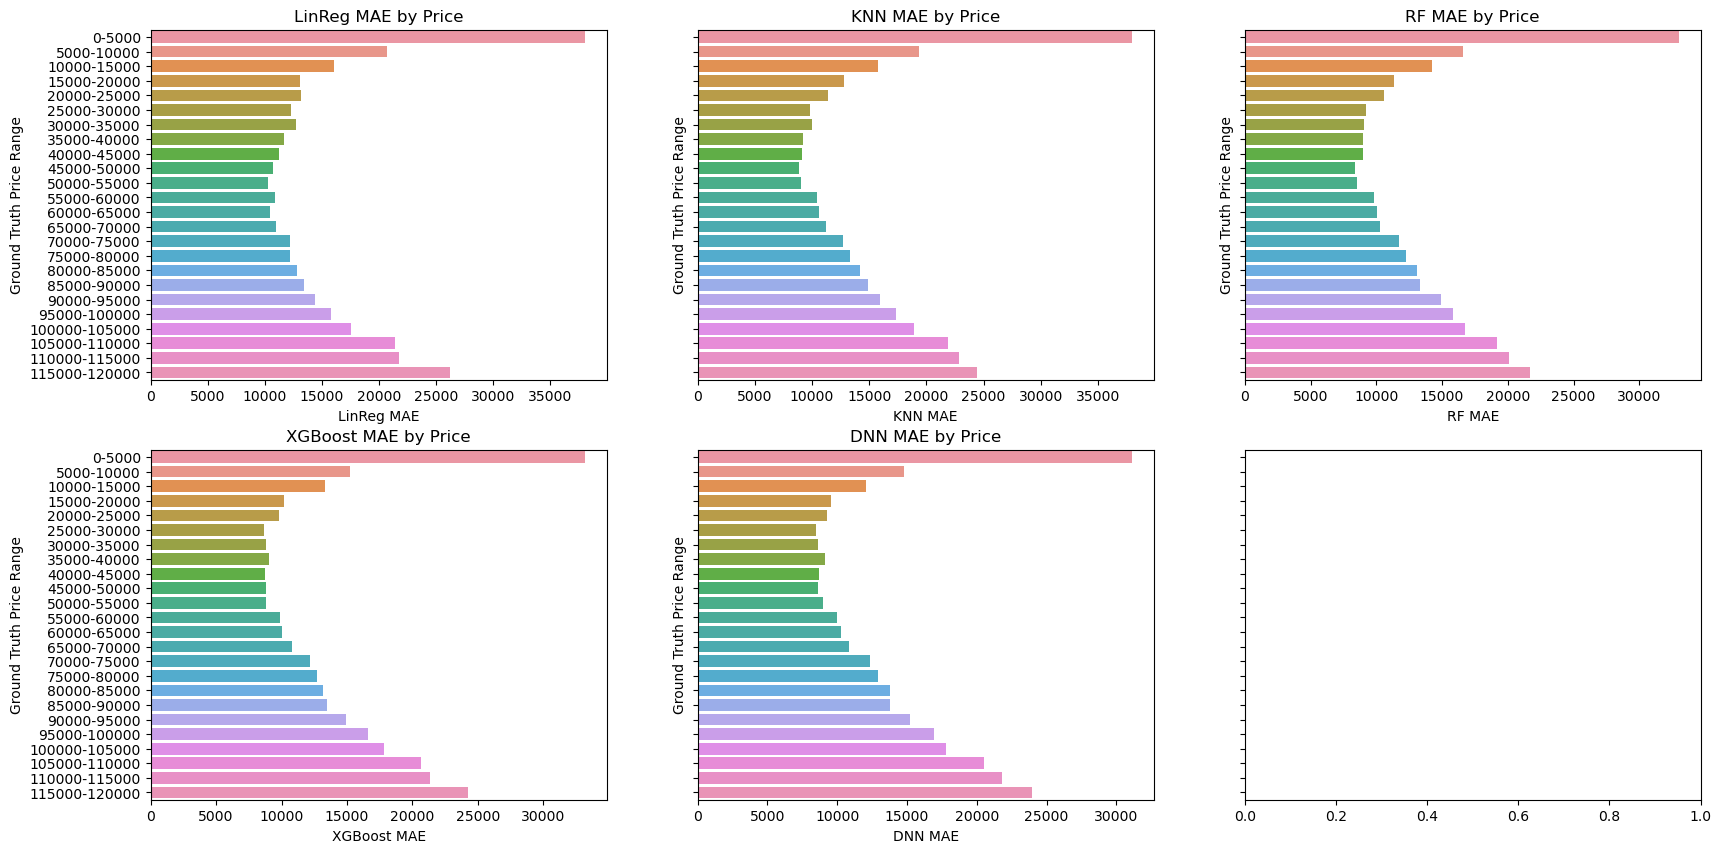 LinReg MAE by Price
KNN MAE by Price
RF MAE by Price
Ground Truth Price Range
0-5000
5000-10000
10000-15000
15000-20000
20000-25000
25000-30000
30000-35000
35000-40000
40000-45000
45000-50000
50000-55000
55000-60000
60000-65000
65000-70000
70000-75000
75000-80000
80000-85000
85000-90000
90000-95000
95000-100000
100000-105000
105000-110000
110000-115000
115000-120000
Ground Truth Price Range
Ground Truth Price Range
0 5000 10000 15000 20000 25000 30000 35000
0 5000 10000 15000 20000 25000 30000 35000
0 5000 10000 15000 20000 25000 30000
LinReg MAE
KNN MAE
RF MAE
XGBoost MAE by Price
DNN MAE by Price
Ground Truth Price Range
0-5000
5000-10000
10000-15000
15000-20000
20000-25000
25000-30000
30000-35000
35000-40000
40000-45000
45000-50000
50000-55000
55000-60000
60000-65000
65000-70000
70000-75000
75000-80000
80000-85000
85000-90000
90000-95000
95000-100000
100000-105000
105000-110000
110000-115000
115000-120000
Ground Truth Price Range
0 5000 10000 15000 20000 25000 30000
0 5000 10000 15000 20000 25000 30000
0.0 0.2 0.4 0.6 0.8 1.0
XGBoost MAE
DNN MAE